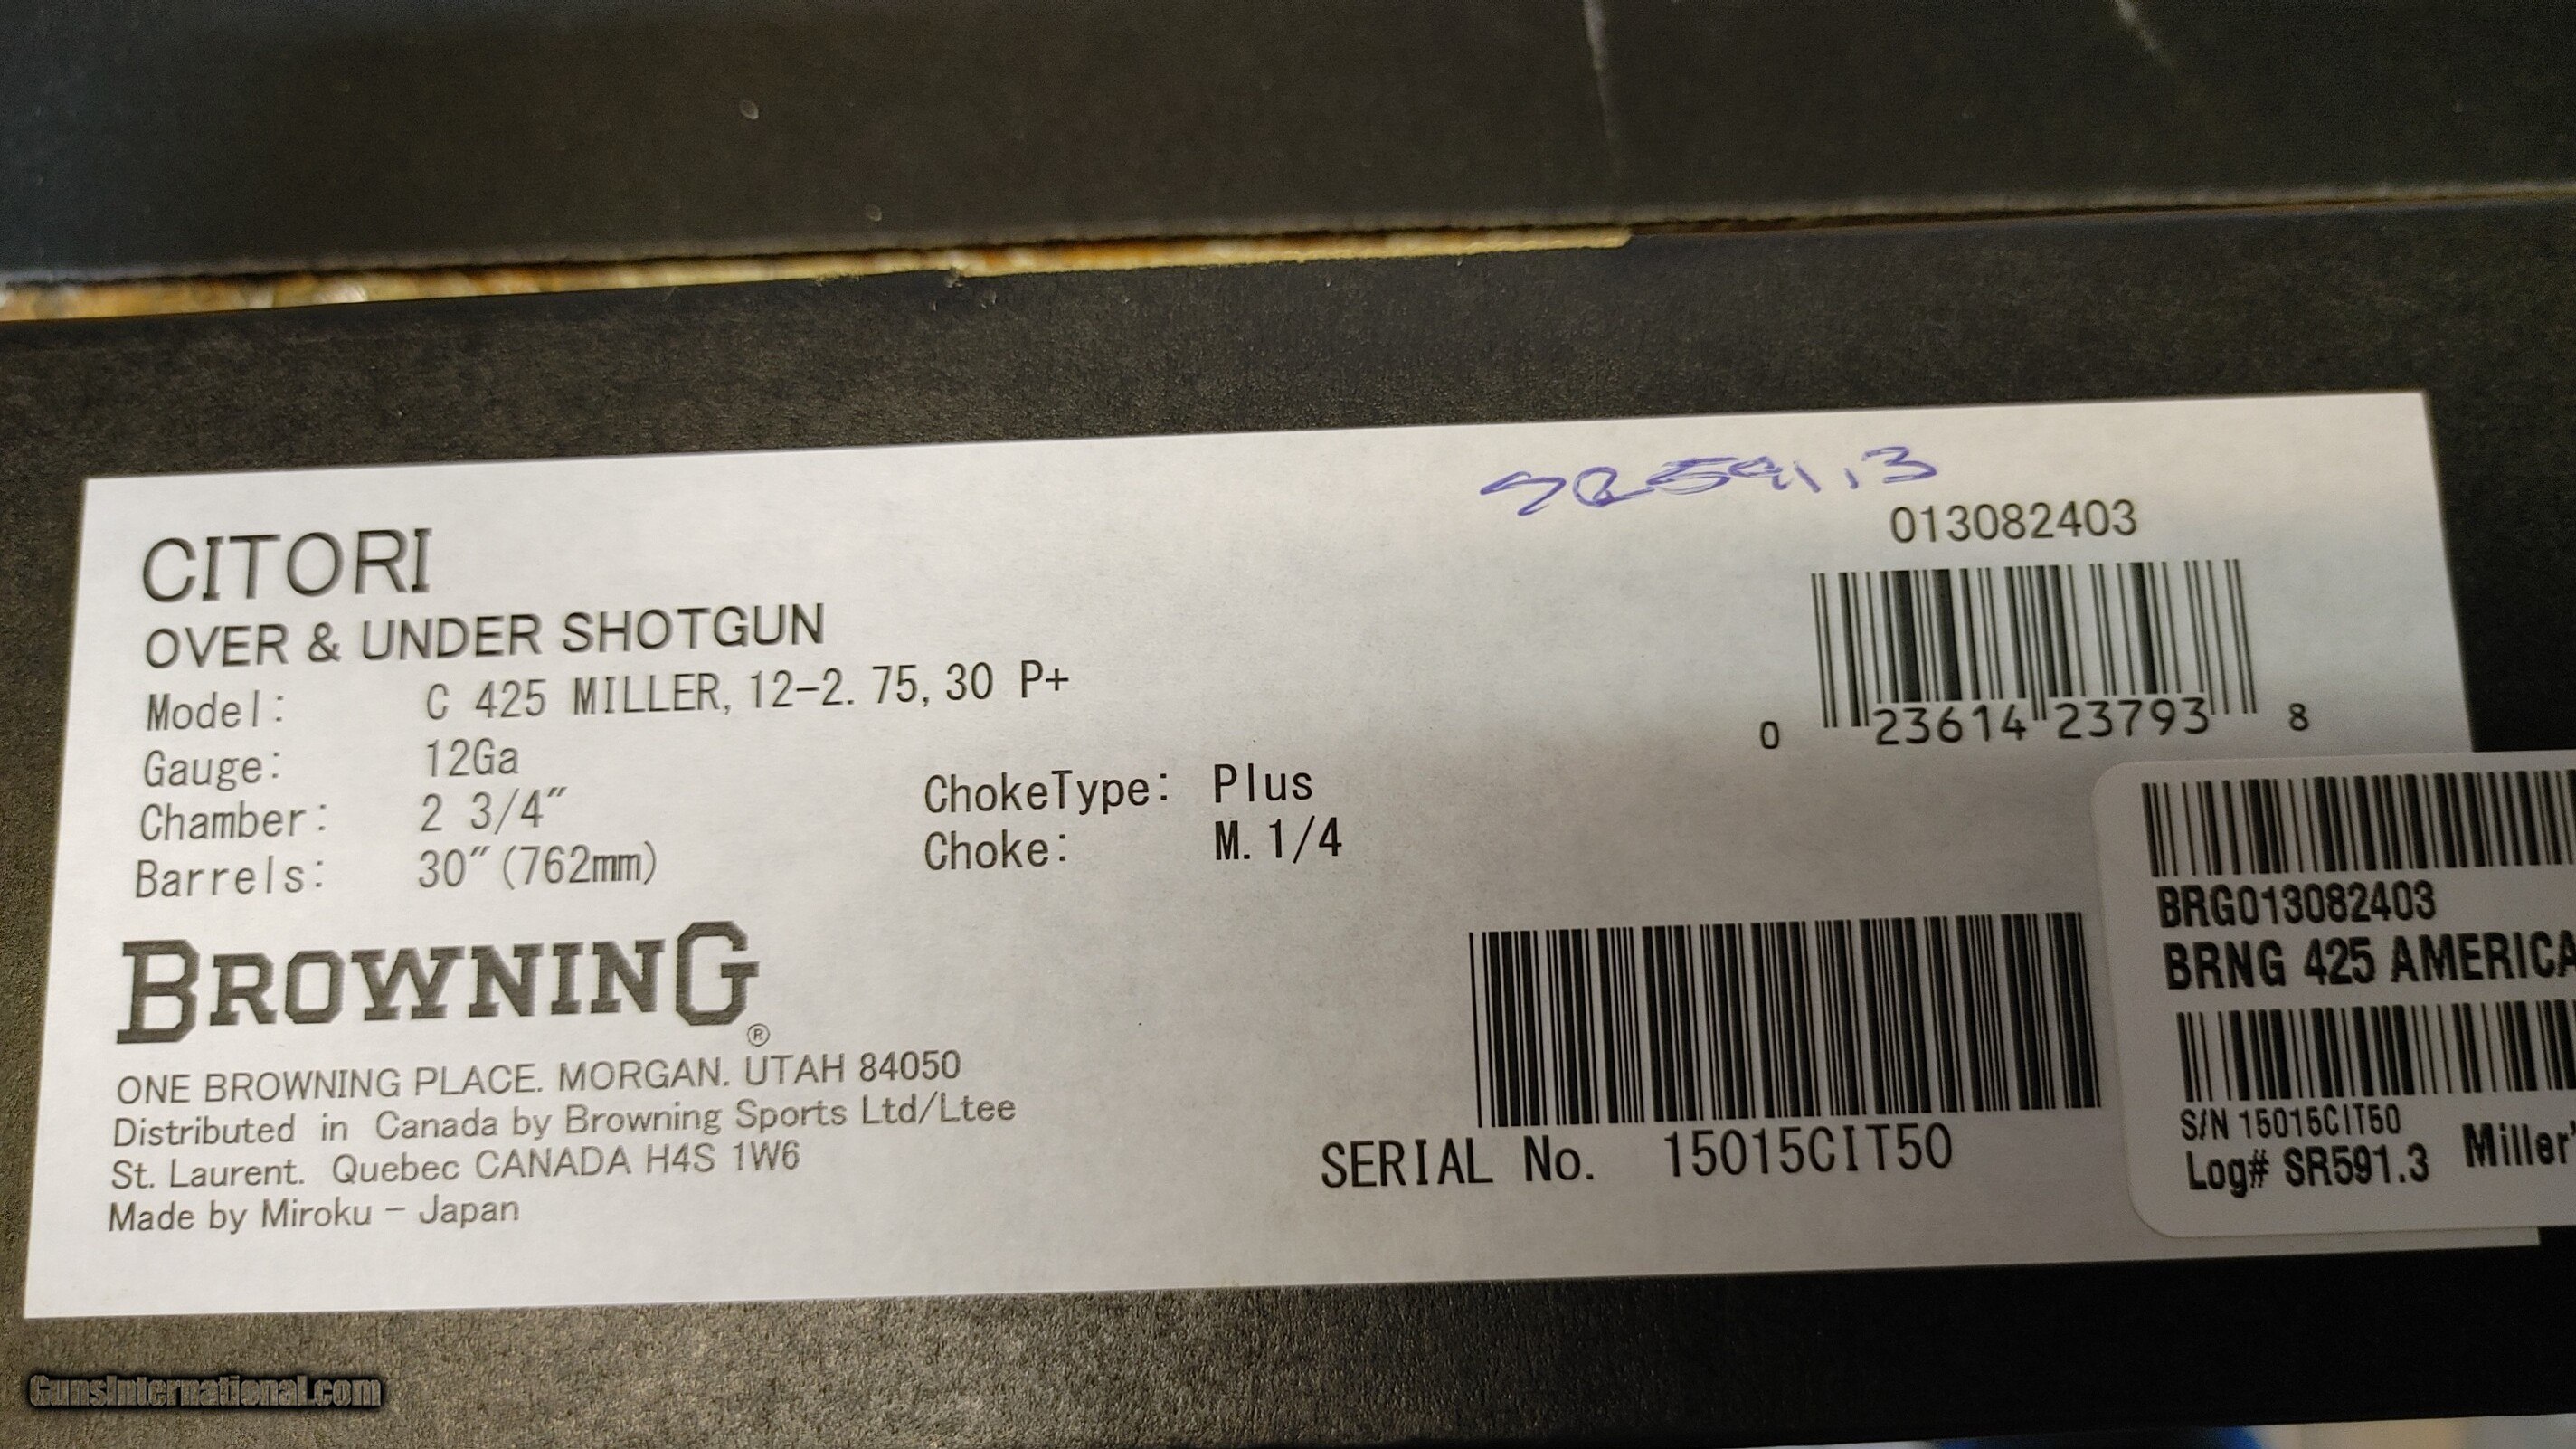 SR591.3
013082403
CITORI
OVER & UNDER SHOTGUN
Model: C 425 MILLER, 12-2. 75, 30 P+
Gauge: 12Ga
Chamber: 2 3/4"
Barrels: 30"(762mm)
ChokeType: Plus
Choke: M. 1/4
0 23614 23793 8
BROWNING®
ONE BROWNING PLACE. MORGAN. UTAH 84050
Distributed in Canada by Browning Sports Ltd/Ltee
St. Laurent. Quebec CANADA H4S 1W6
Made by Miroku - Japan
SERIAL No. 15015CIT50
BRG013082403
BRNG 425 AMERICA
S/N 15015CIT50
Log# SR591.3 Miller'
GunsInternational.com